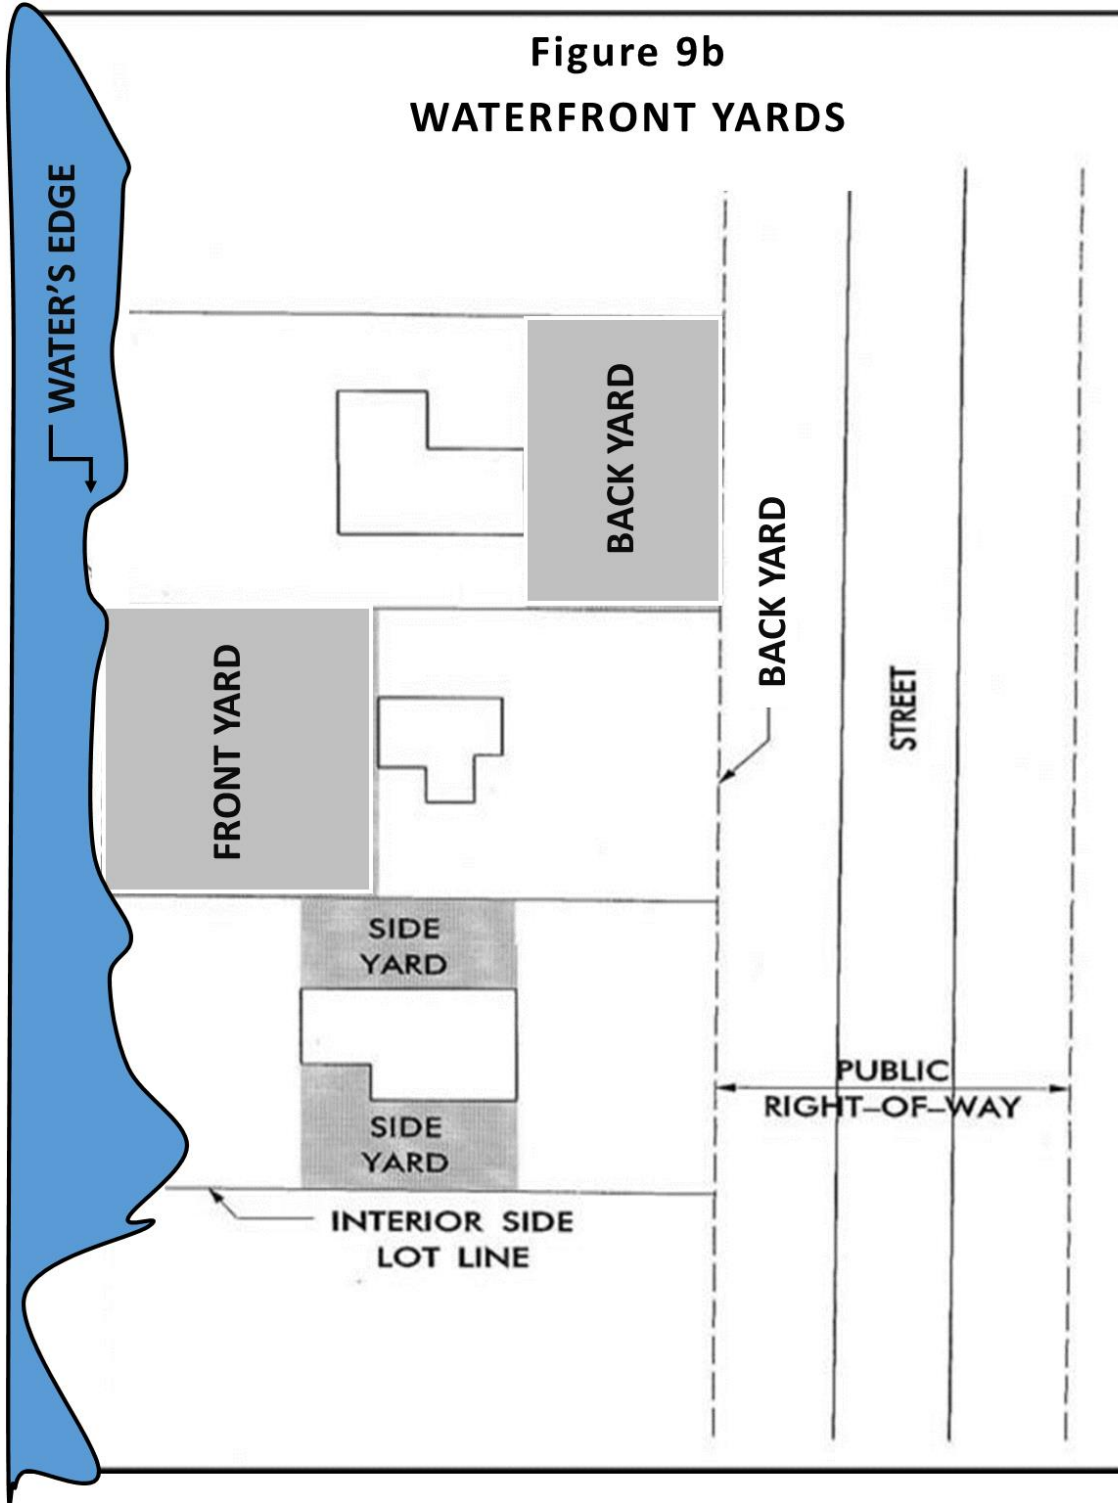 Figure 9b
WATERFRONT YARDS
WATER'S EDGE
BACK YARD
BACK YARD
FRONT YARD
STREET
SIDE
YARD
SIDE
YARD
PUBLIC
RIGHT–OF–WAY
INTERIOR SIDE
LOT LINE